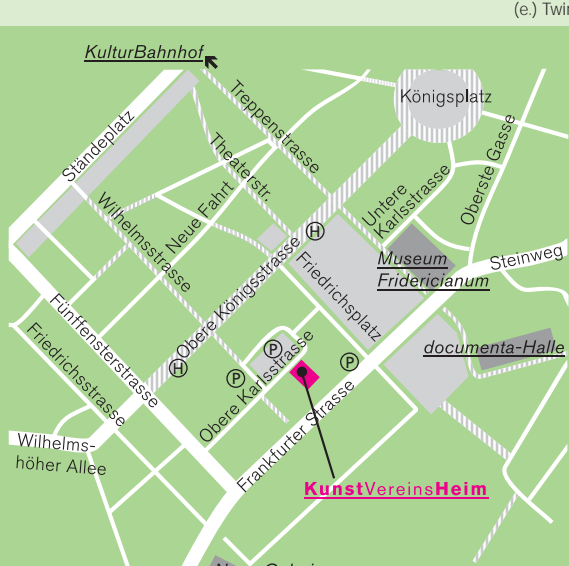 (e.) Twin
KulturBahnhof
Königsplatz
Treppenstrasse
Ständeplatz
Theaterstr.
Oberste Gasse
Untere
Karlsstrasse
Wilhelmsstrasse
Neue Fahrt
H
Museum
Fridericianum
Steinweg
Obere Königsstrasse
Friedrichsplatz
Fünffensterstrasse
Friedrichsstrasse
documenta-Halle
P
P
P
H
Obere Karlsstrasse
Frankfurter Strasse
Wilhelms-
höher Allee
KunstVereinsHeim